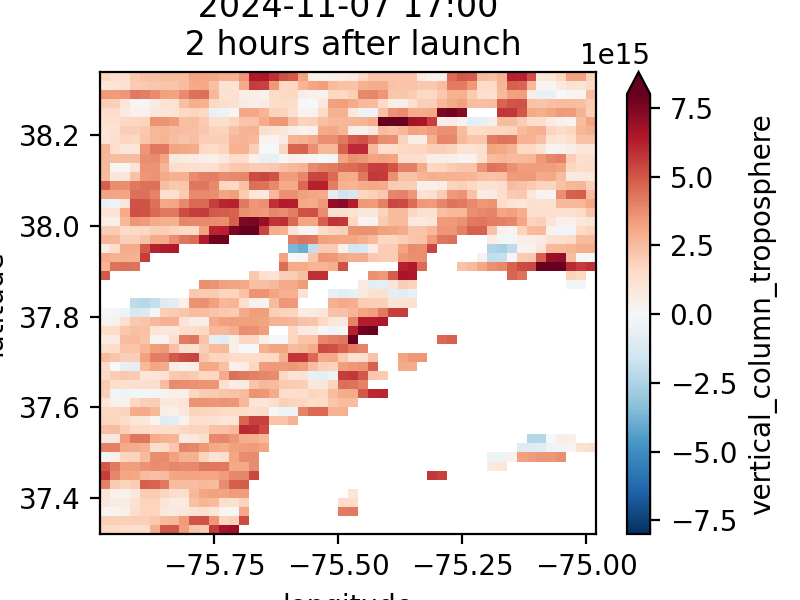 2024-11-07 17:00
2 hours after launch
1e15
38.2
38.0
37.8
37.6
37.4
−75.75 −75.50 −75.25 −75.00
7.5
5.0
2.5
0.0
−2.5
−5.0
−7.5
vertical_column_troposphere
longitude
latitude